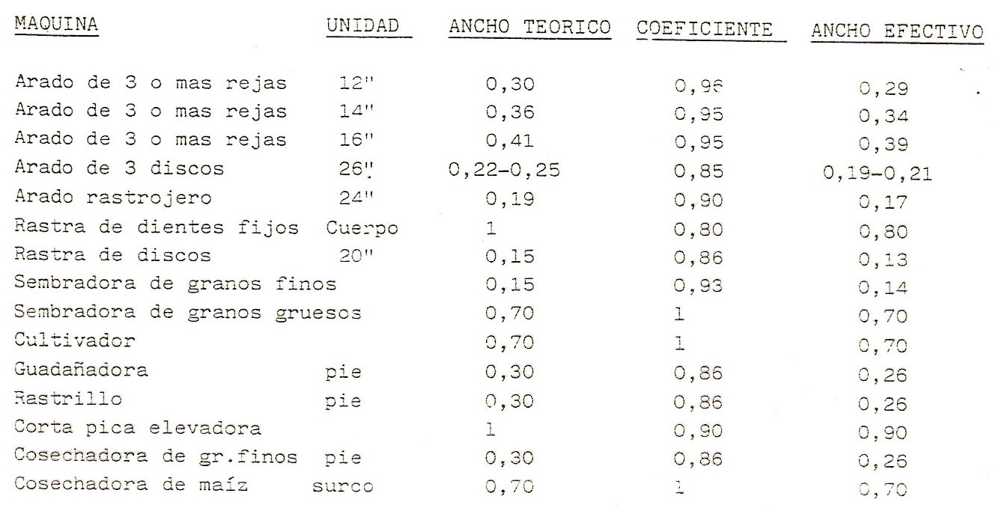 MAQUINA UNIDAD ANCHO TEORICO COEFICIENTE ANCHO EFECTIVO
Arado de 3 o mas rejas 12" 0,30 0,96 0,29
Arado de 3 o mas rejas 14" 0,36 0,95 0,34
Arado de 3 o mas rejas 16" 0,41 0,95 0,39
Arado de 3 discos 26" 0,22-0,25 0,85 0,19-0,21
Arado rastrojero 24" 0,19 0,90 0,17
Rastra de dientes fijos Cuerpo 1 0,80 0,80
Rastra de discos 20" 0,15 0,86 0,13
Sembradora de granos finos 0,15 0,93 0,14
Sembradora de granos gruesos 0,70 1 0,70
Cultivador 0,70 1 0,70
Guadañadora pie 0,30 0,86 0,26
Rastrillo pie 0,30 0,86 0,26
Corta pica elevadora 1 0,90 0,90
Cosechadora de gr.finos pie 0,30 0,86 0,26
Cosechadora de maíz surco 0,70 1 0,70